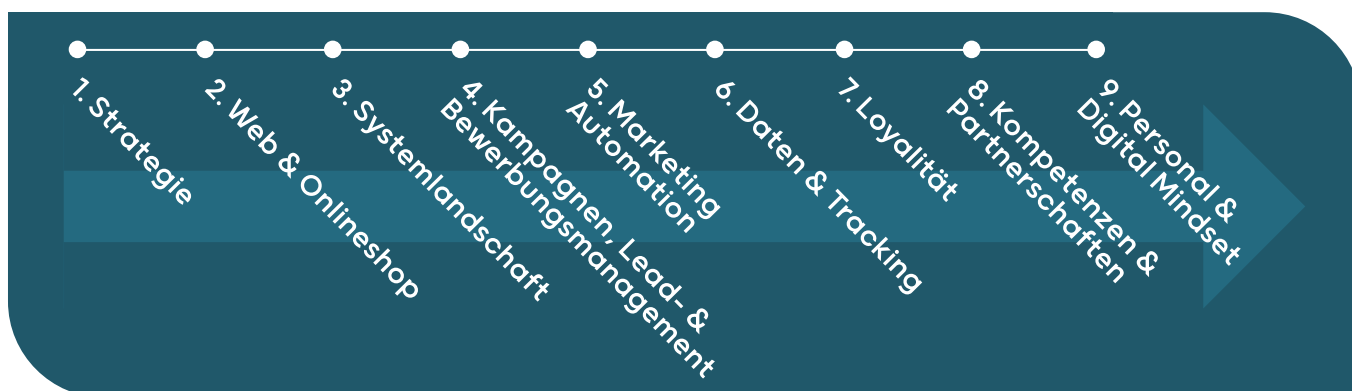 1. Strategie
2. Web & Onlineshop
3. Systemlandschaft
4. Kampagnen, Lead- &
Bewerbungsmanagement
5. Marketing
Automation
6. Daten & Tracking
7. Loyalität
8. Kompetenzen &
Partnerschaften
9. Personal &
Digital Mindset